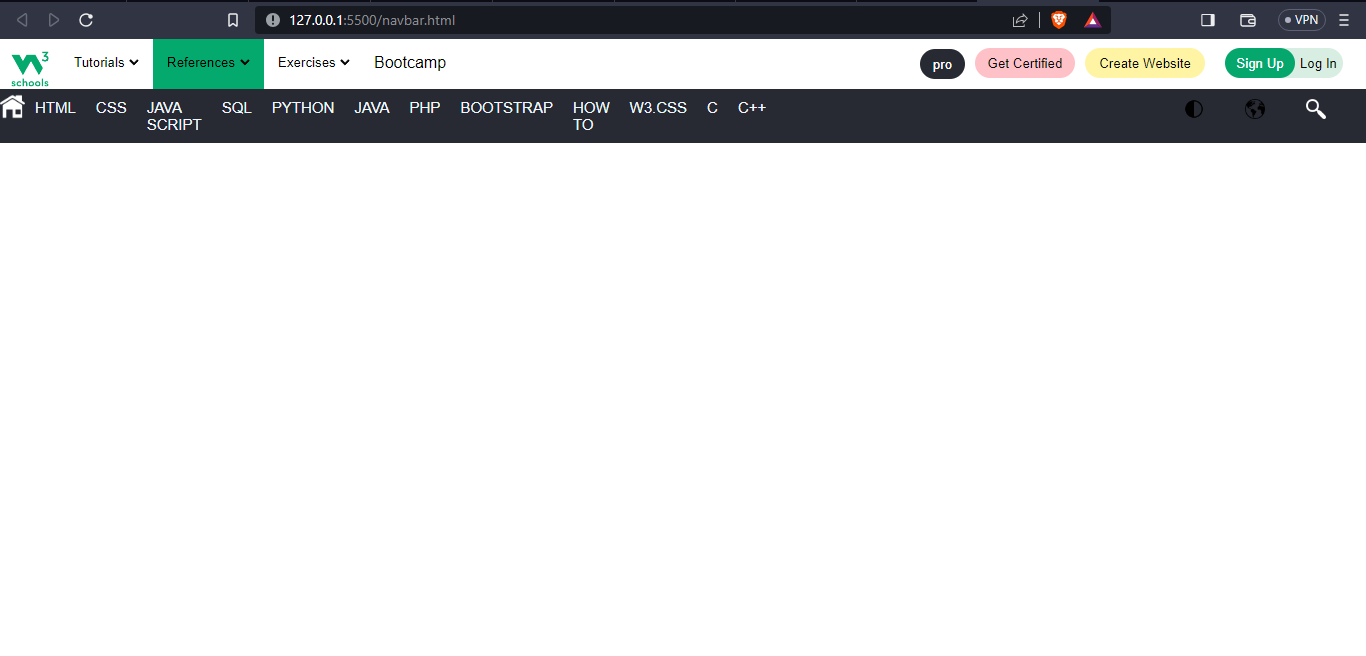 127.0.0.1:5500/navbar.html
VPN
W3
schools
Tutorials
References
Exercises
Bootcamp
pro
Get Certified
Create Website
Sign Up
Log In
HTML
CSS
JAVA
SCRIPT
SQL
PYTHON
JAVA
PHP
BOOTSTRAP
HOW
TO
W3.CSS
C
C++